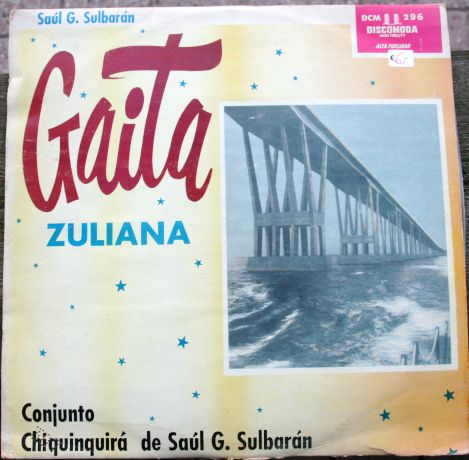 Saúl G. Sulbarán
DCM 296
DISCOMODA
HIGH FIDELITY
ALTA FIDELIDAD
Gaita
ZULIANA
Conjunto
Chiquinquirá de Saúl G. Sulbarán